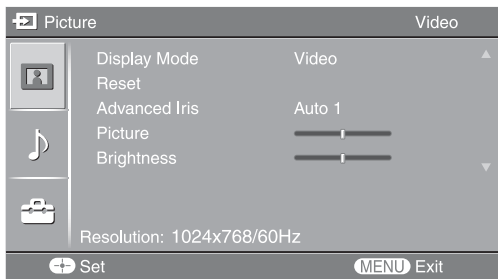 Picture Video
Display Mode Video
Reset
Advanced Iris Auto 1
Picture
Brightness
Resolution: 1024x768/60Hz
Set MENU Exit